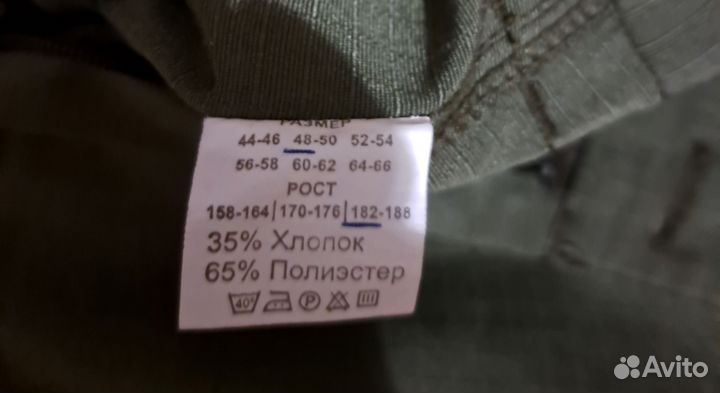 РАЗМЕР
44-46 48-50 52-54
56-58 60-62 64-66
РОСТ
158-164|170-176|182-188
35% Хлопок
65% Полиэстер
40° P
Avito